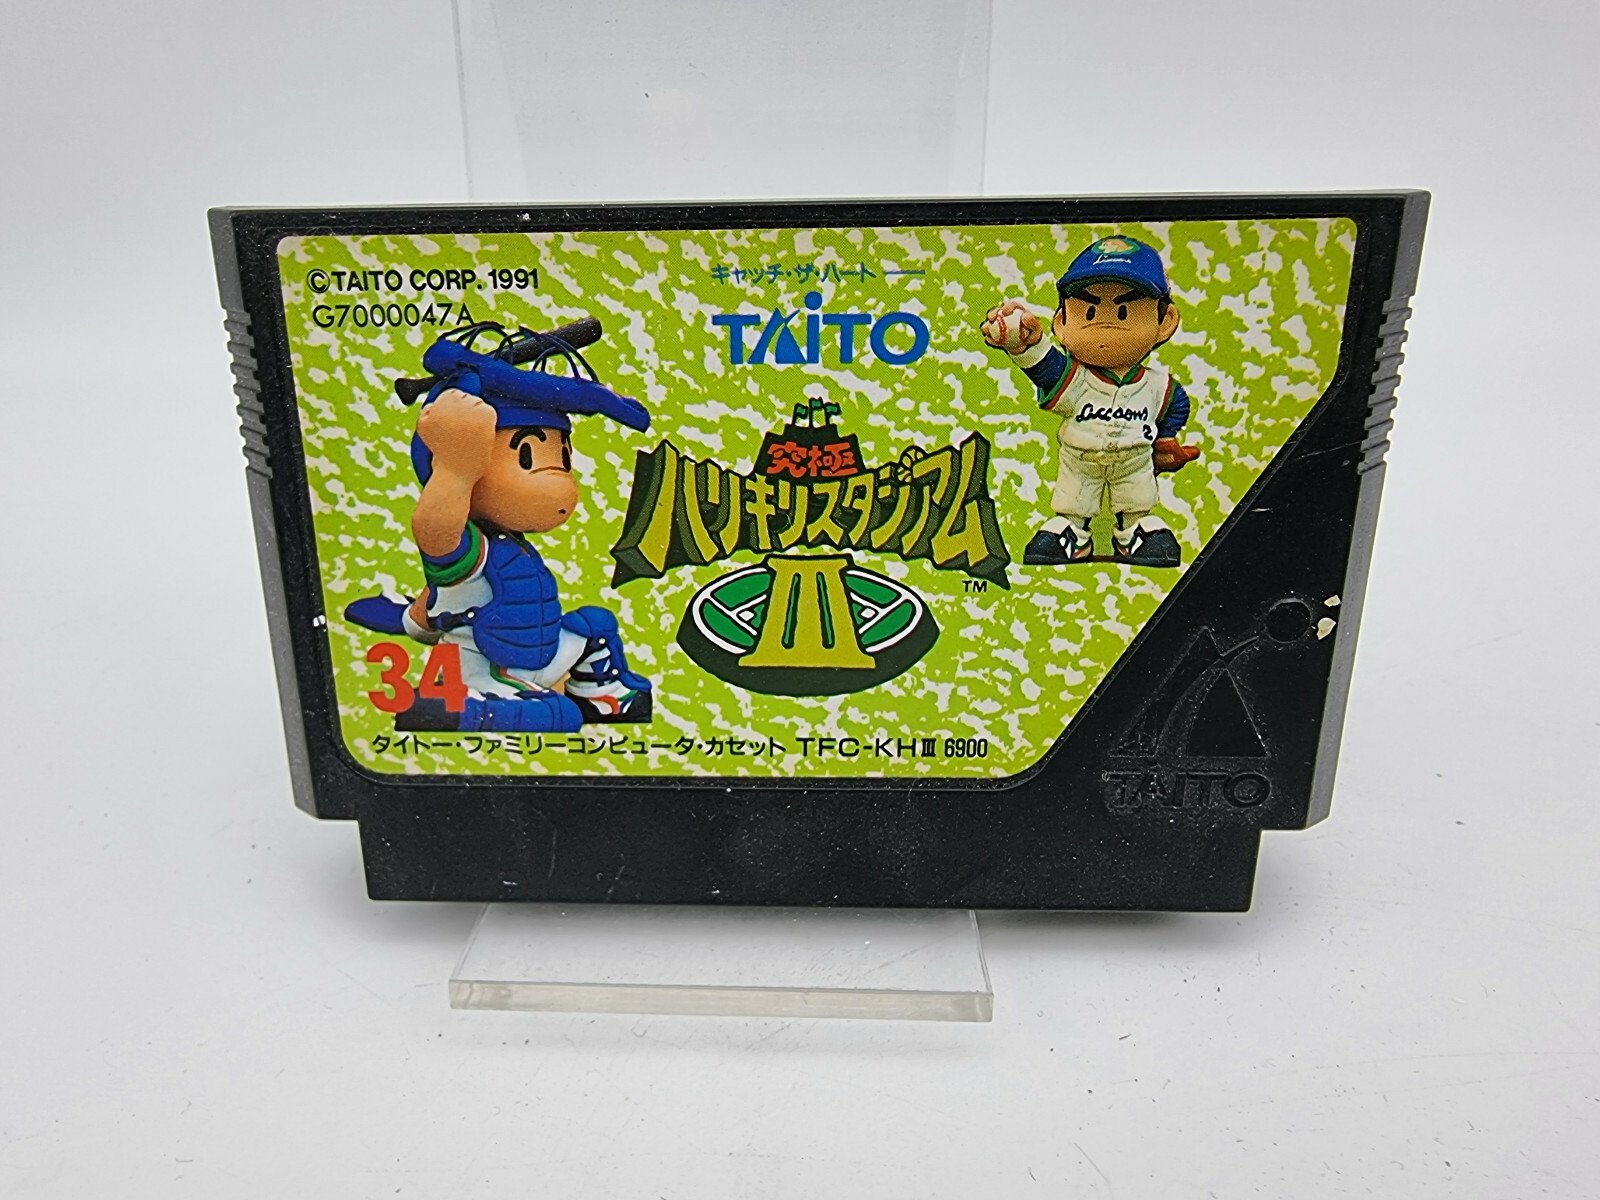 ©TAITO CORP. 1991
G7000047A
キャッチ・ザ・ハート
TAiTO
究極
ハリキリスタジアム
III
TM
34
タイトー・ファミリーコンピュータ・カセット TFC-KHⅢ 6900
TAITO